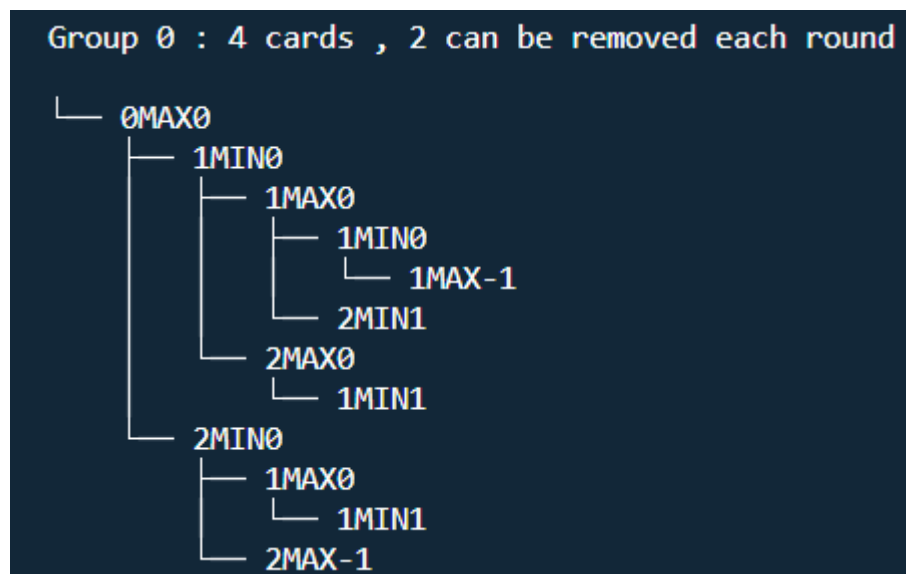 Group 0 : 4 cards , 2 can be removed each round
└── 0MAX0
    ├── 1MIN0
    │   ├── 1MAX0
    │   │   ├── 1MIN0
    │   │   │   └── 1MAX-1
    │   │   └── 2MIN1
    │   └── 2MAX0
    │       └── 1MIN1
    └── 2MIN0
        ├── 1MAX0
        │   └── 1MIN1
        └── 2MAX-1